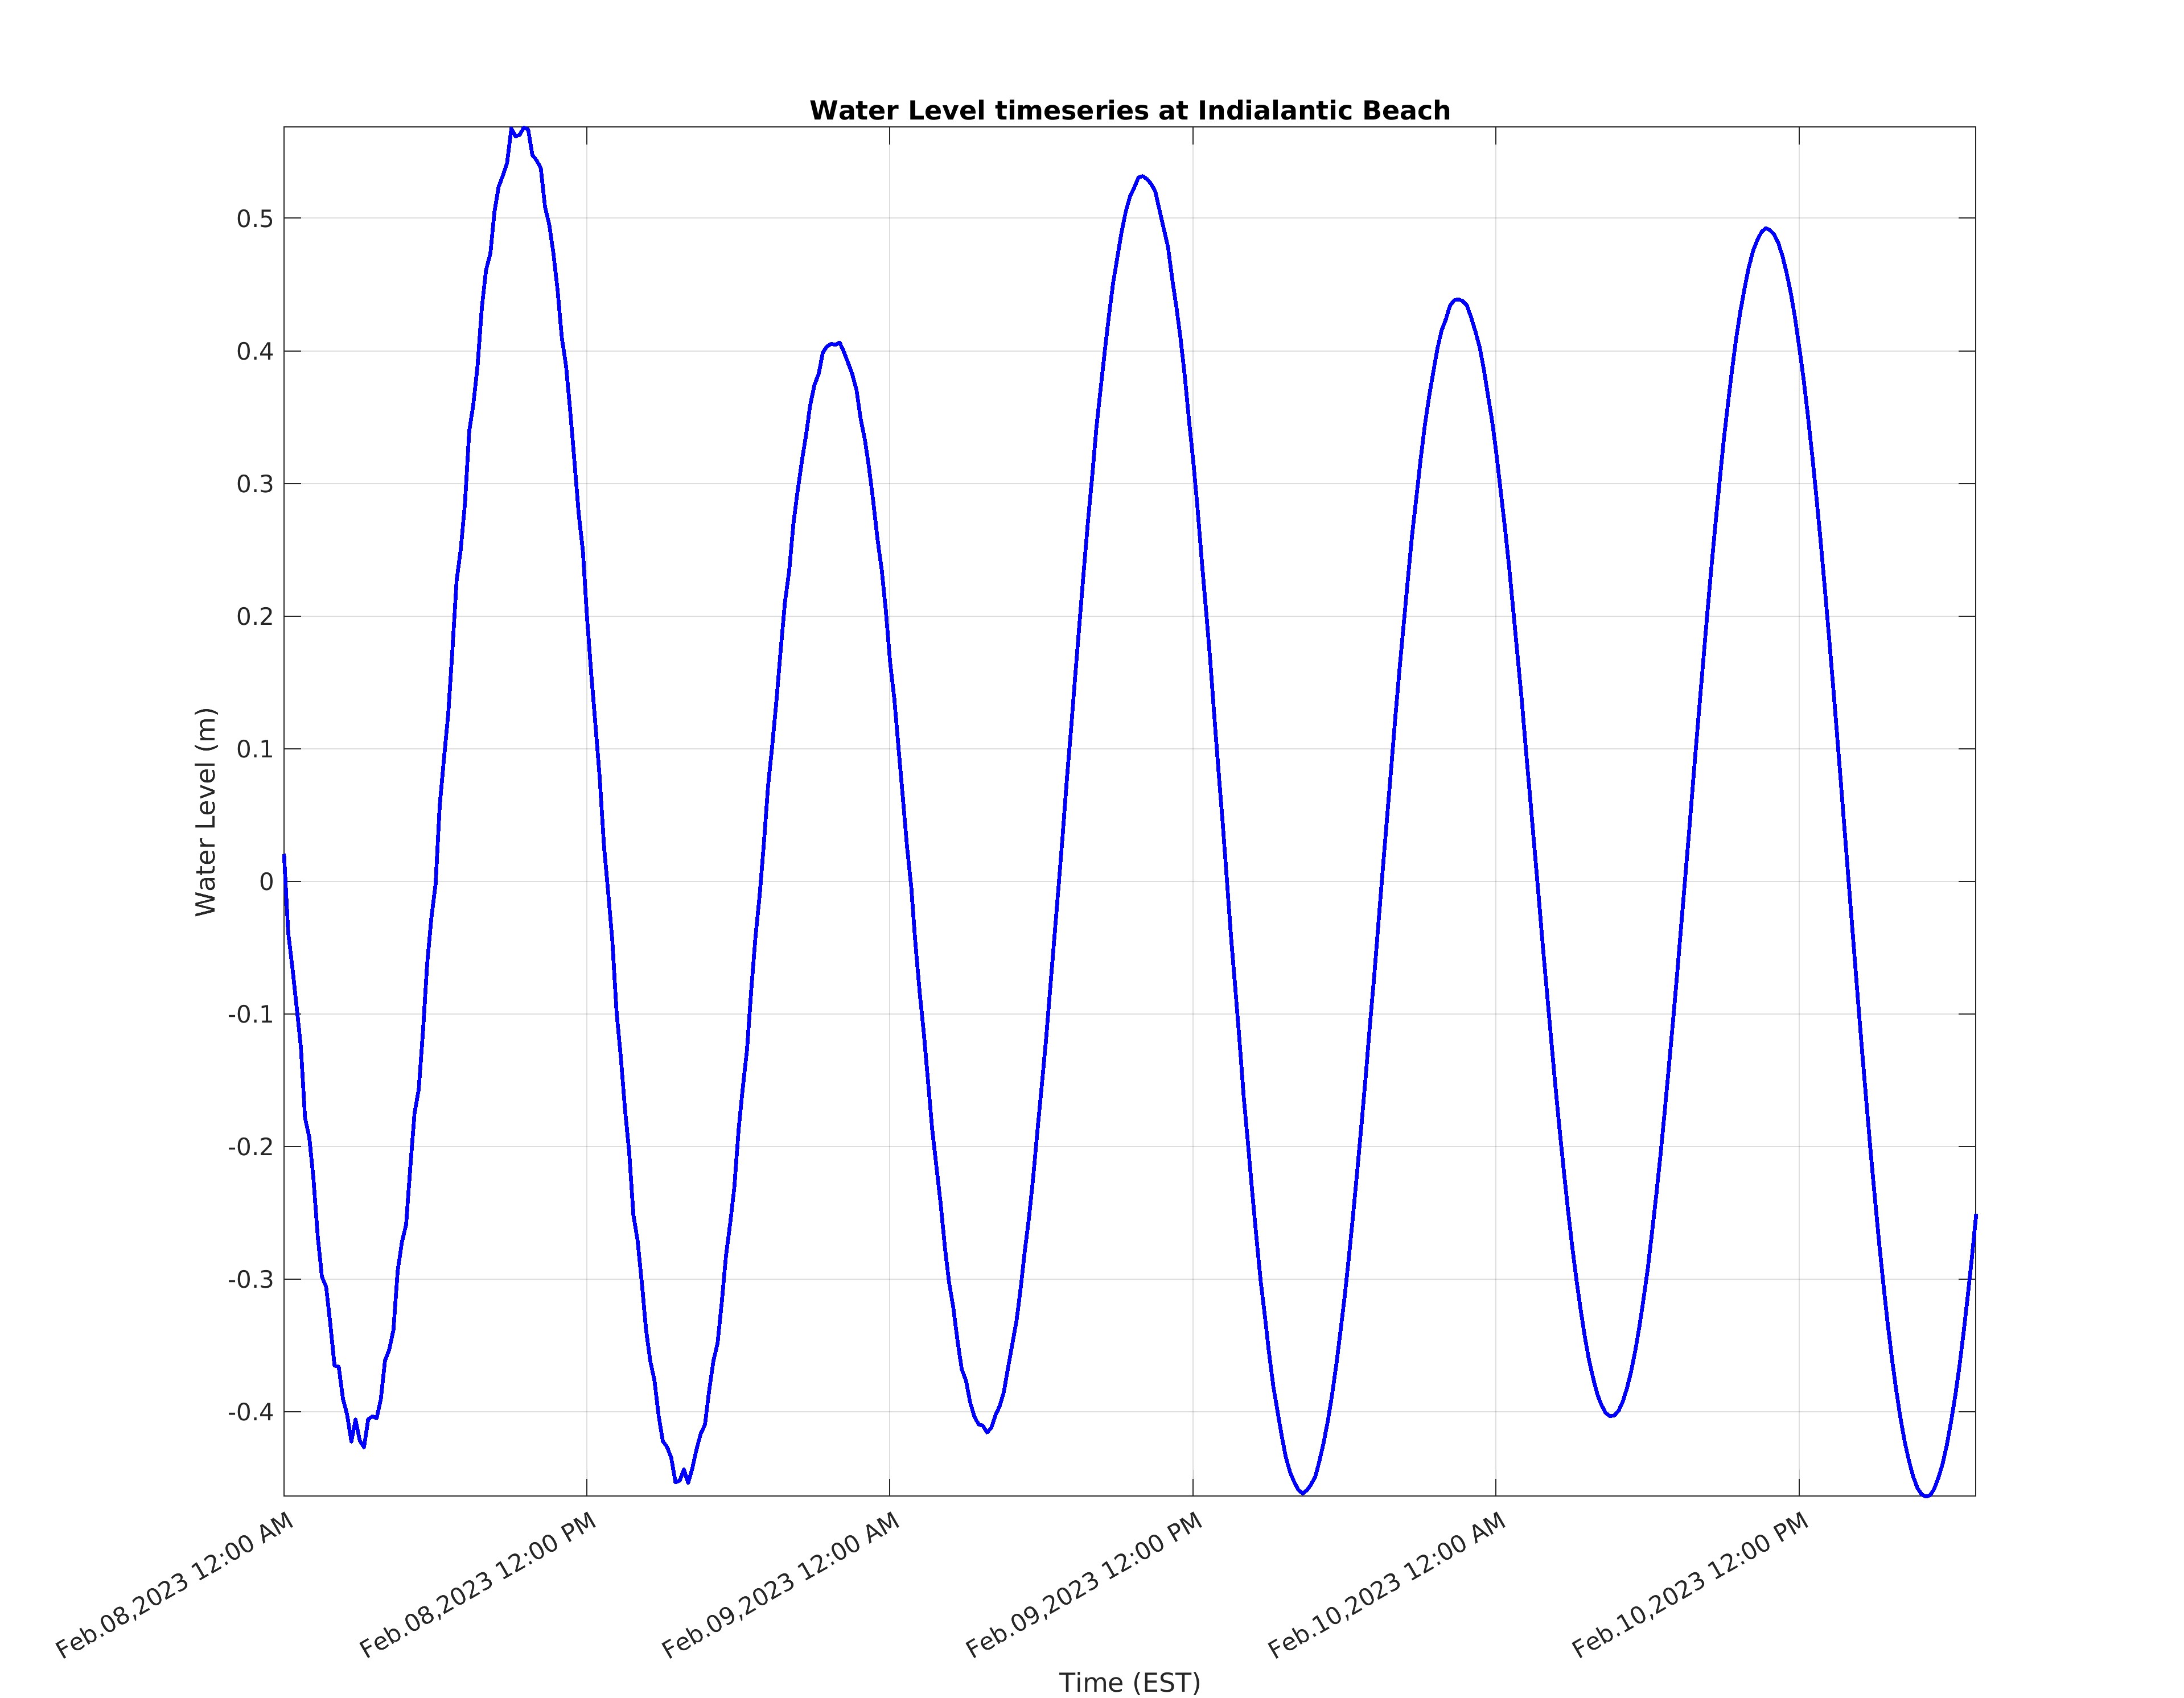 Water Level timeseries at Indialantic Beach
0.5
0.4
0.3
0.2
0.1
0
-0.1
-0.2
-0.3
-0.4
Water Level (m)
Feb.08,2023 12:00 AM
Feb.08,2023 12:00 PM
Feb.09,2023 12:00 AM
Feb.09,2023 12:00 PM
Feb.10,2023 12:00 AM
Feb.10,2023 12:00 PM
Time (EST)